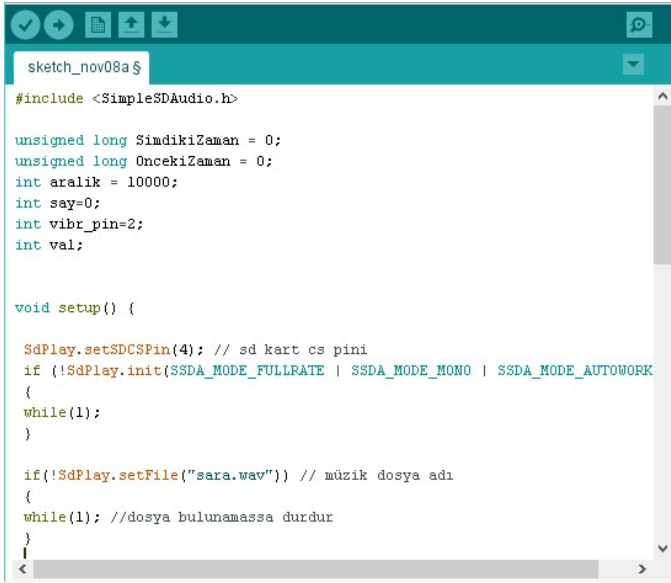 sketch_nov08a §
#include <SimpleSDAudio.h>
unsigned long SimdikiZaman = 0;
unsigned long OncekiZaman = 0;
int aralik = 10000;
int say=0;
int vibr_pin=2;
int val;
void setup() {
SdPlay.setSDCSPin(4); // sd kart cs pini
if (!SdPlay.init(SSDA_MODE_FULLRATE | SSDA_MODE_MONO | SSDA_MODE_AUTOWORK
{
while(1);
}
if(!SdPlay.setFile("sara.wav")) // müzik dosya adı
{
while(1); //dosya bulunamassa durdur
}